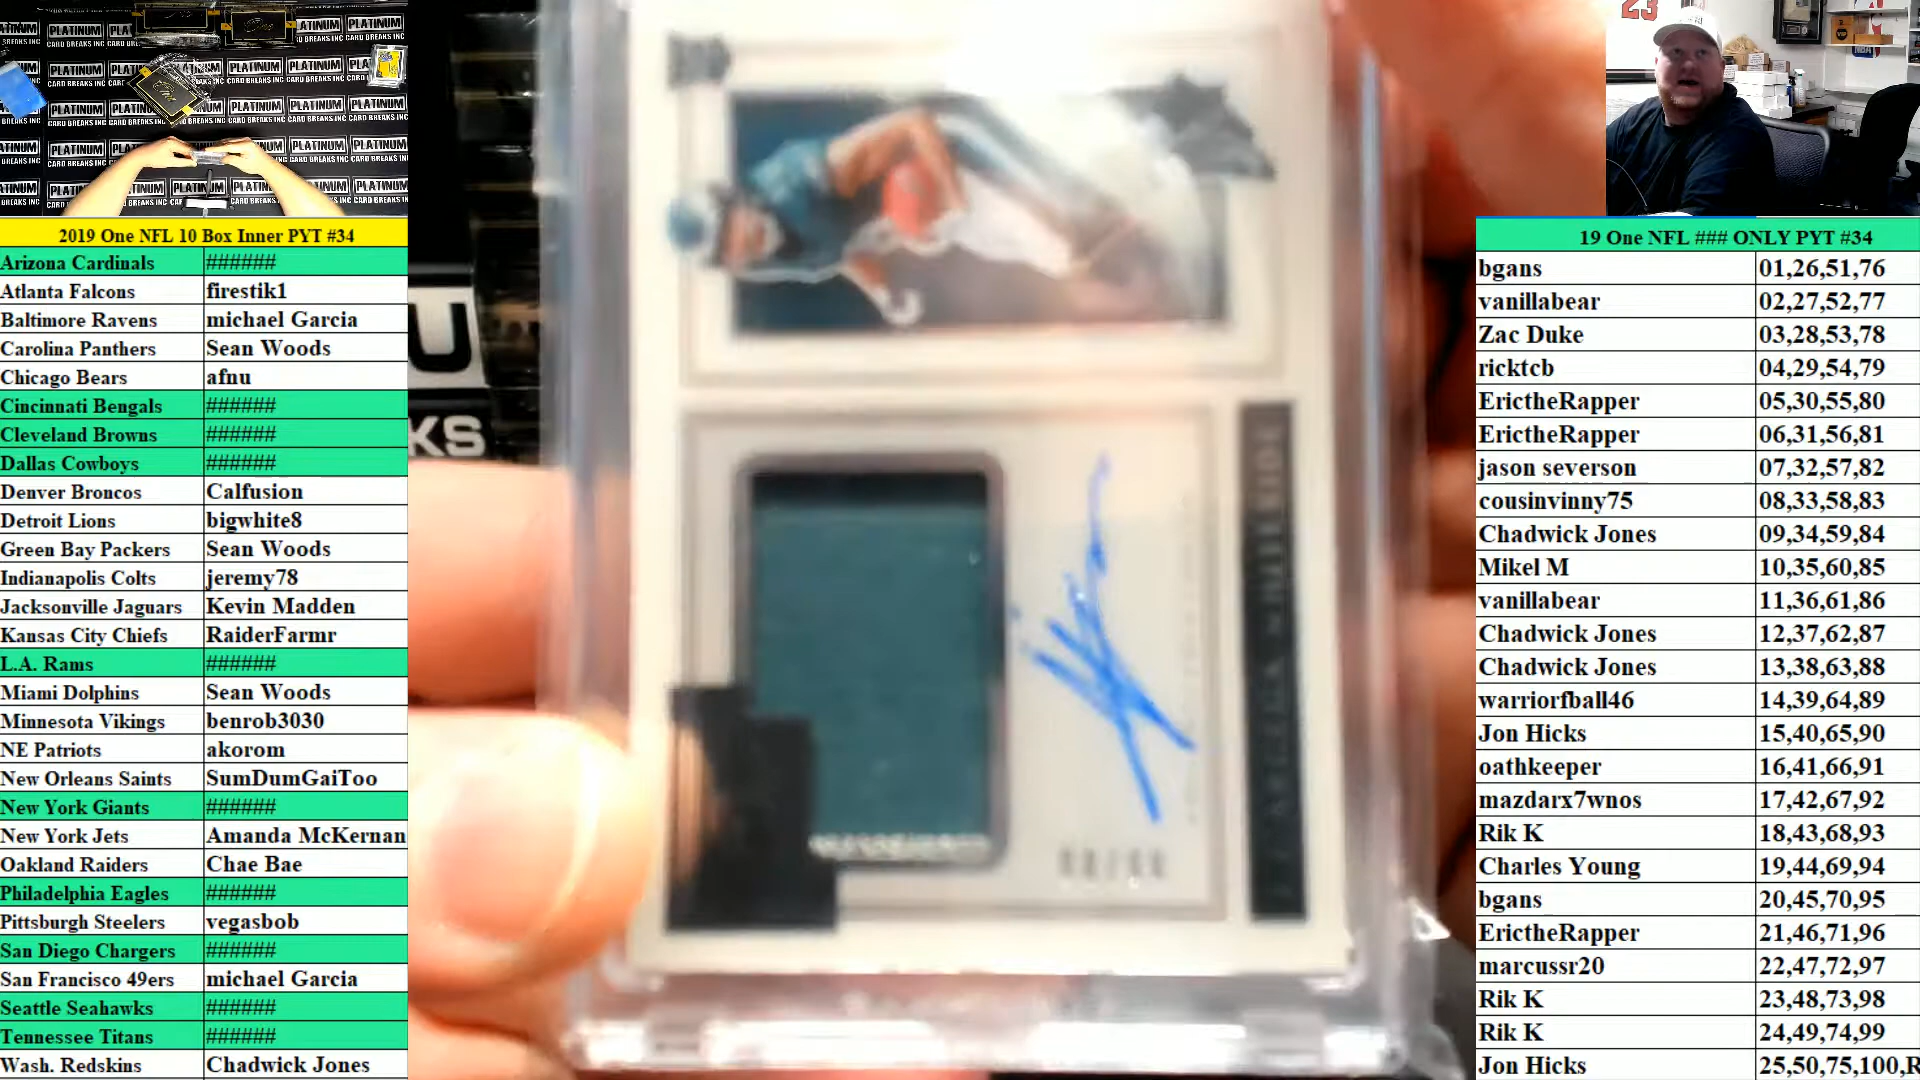 2019 One NFL 10 Box Inner PYT #34
Arizona Cardinals ######
Atlanta Falcons firestik1
Baltimore Ravens michael Garcia
Carolina Panthers Sean Woods
Chicago Bears afnu
Cincinnati Bengals ######
Cleveland Browns ######
Dallas Cowboys ######
Denver Broncos Calfusion
Detroit Lions bigwhite8
Green Bay Packers Sean Woods
Indianapolis Colts jeremy78
Jacksonville Jaguars Kevin Madden
Kansas City Chiefs RaiderFarmr
L.A. Rams ######
Miami Dolphins Sean Woods
Minnesota Vikings benrob3030
NE Patriots akorom
New Orleans Saints SumDumGaiToo
New York Giants ######
New York Jets Amanda McKernan
Oakland Raiders Chae Bae
Philadelphia Eagles ######
Pittsburgh Steelers vegasbob
San Diego Chargers ######
San Francisco 49ers michael Garcia
Seattle Seahawks ######
Tennessee Titans ######
Wash. Redskins Chadwick Jones
PLATINUM
CARD BREAKS INC
U
KS
23
19 One NFL ### ONLY PYT #34
bgans 01,26,51,76
vanillabear 02,27,52,77
Zac Duke 03,28,53,78
ricktcb 04,29,54,79
ErictheRapper 05,30,55,80
ErictheRapper 06,31,56,81
jason severson 07,32,57,82
cousinvinny75 08,33,58,83
Chadwick Jones 09,34,59,84
Mikel M 10,35,60,85
vanillabear 11,36,61,86
Chadwick Jones 12,37,62,87
Chadwick Jones 13,38,63,88
warriorfball46 14,39,64,89
Jon Hicks 15,40,65,90
oathkeeper 16,41,66,91
mazdarx7wnos 17,42,67,92
Rik K 18,43,68,93
Charles Young 19,44,69,94
bgans 20,45,70,95
ErictheRapper 21,46,71,96
marcussr20 22,47,72,97
Rik K 23,48,73,98
Rik K 24,49,74,99
Jon Hicks 25,50,75,100,R